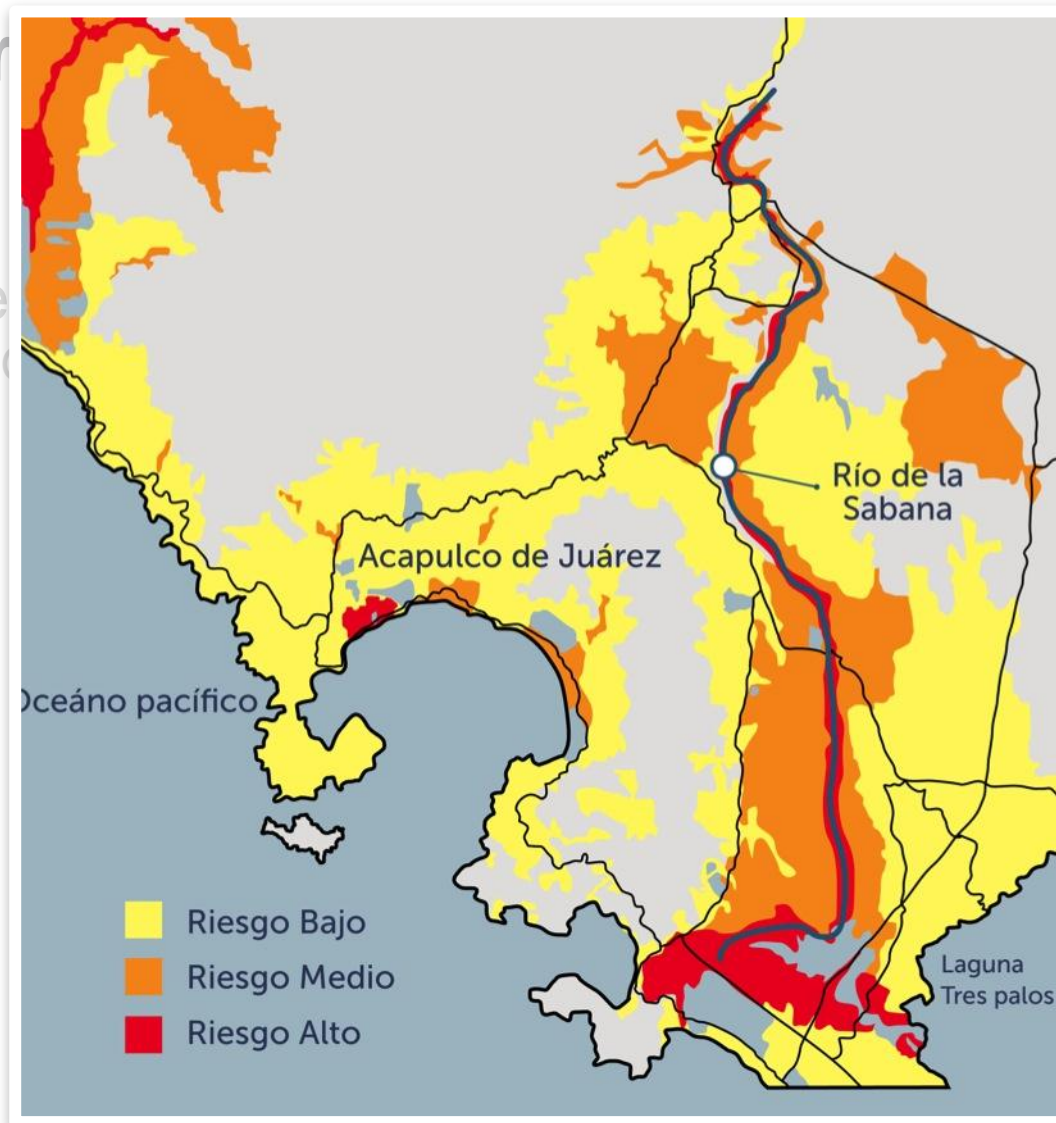 Río de la
Sabana
Acapulco de Juárez
Oceáno pacífico
Riesgo Bajo
Riesgo Medio
Riesgo Alto
Laguna
Tres palos